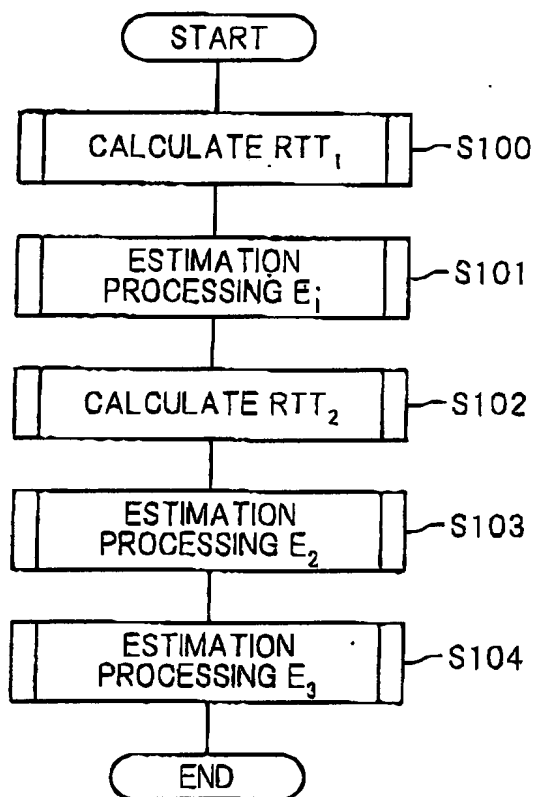 START
CALCULATE RTT₁
S100
ESTIMATION
PROCESSING Eᵢ
S101
CALCULATE RTT₂
S102
ESTIMATION
PROCESSING E₂
S103
ESTIMATION
PROCESSING E₃
S104
END